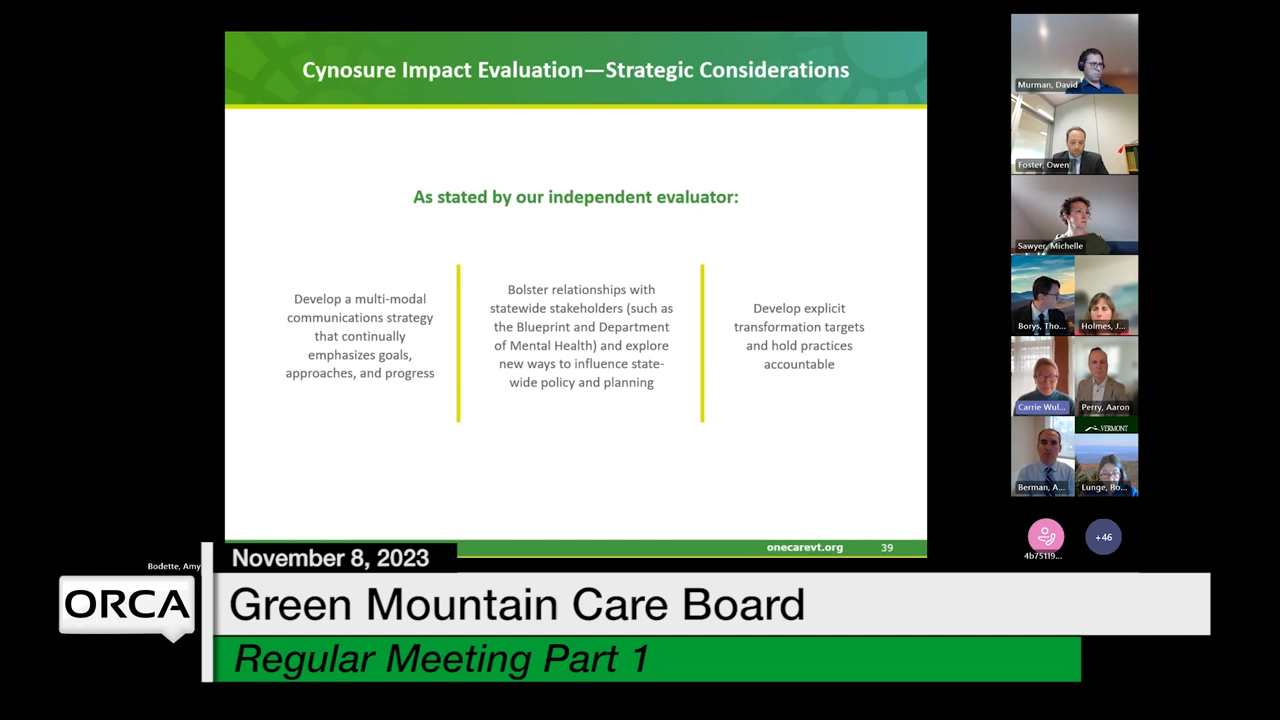 Cynosure Impact Evaluation—Strategic Considerations
As stated by our independent evaluator:
Develop a multi-modal
communications strategy
that continually
emphasizes goals,
approaches, and progress
Bolster relationships with
statewide stakeholders (such as
the Blueprint and Department
of Mental Health) and explore
new ways to influence state-
wide policy and planning
Develop explicit
transformation targets
and hold practices
accountable
onecarevt.org 39
Murman, David
Foster, Owen
Sawyer, Michelle
Borys, Tho... Holmes, J...
Carrie Wul... Perry, Aaron
VERMONT
Berman, A... Lunge, Ro...
4b75119... +46
Bodette, Amy
November 8, 2023
ORCA
Green Mountain Care Board
Regular Meeting Part 1